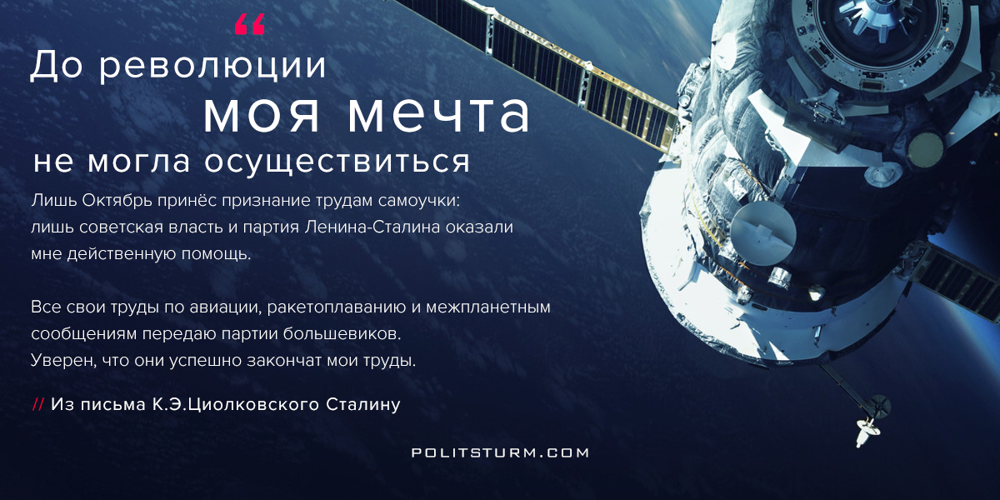 “
До революции
моя мечта
не могла осуществиться
Лишь Октябрь принёс признание трудам самоучки:
лишь советская власть и партия Ленина-Сталина оказали
мне действенную помощь.
Все свои труды по авиации, ракетоплаванию и межпланетным
сообщениям передаю партии большевиков.
Уверен, что они успешно закончат мои труды.
// Из письма К.Э.Циолковского Сталину
POLITSTURM.COM